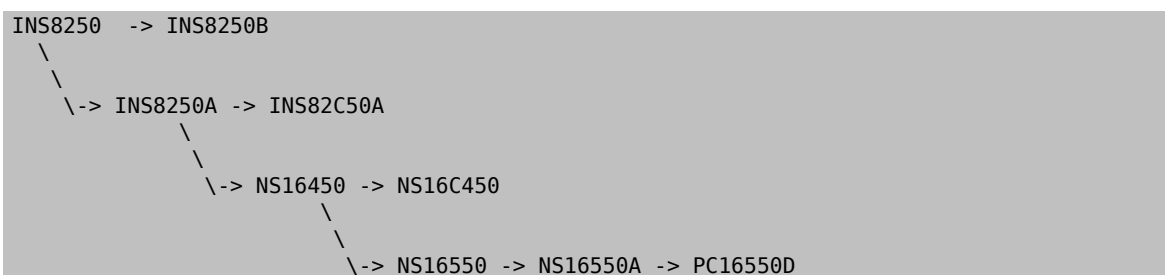 INS8250  -> INS8250B
  \
   \
    \-> INS8250A -> INS82C50A
             \
              \
               \-> NS16450 -> NS16C450
                        \
                         \
                          \-> NS16550 -> NS16550A -> PC16550D